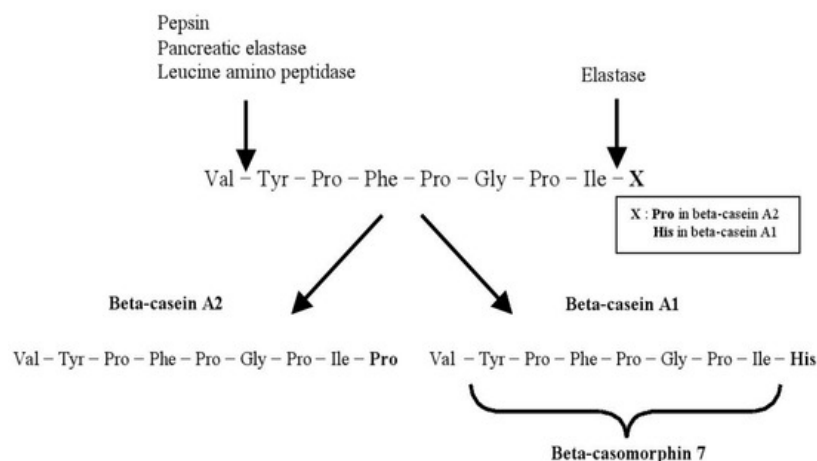 Pepsin
Pancreatic elastase
Leucine amino peptidase
Elastase
Val – Tyr – Pro – Phe – Pro – Gly – Pro – Ile – X
X : Pro in beta-casein A2
His in beta-casein A1
Beta-casein A2
Beta-casein A1
Val – Tyr – Pro – Phe – Pro – Gly – Pro – Ile – Pro
Val – Tyr – Pro – Phe – Pro – Gly – Pro – Ile – His
Beta-casomorphin 7